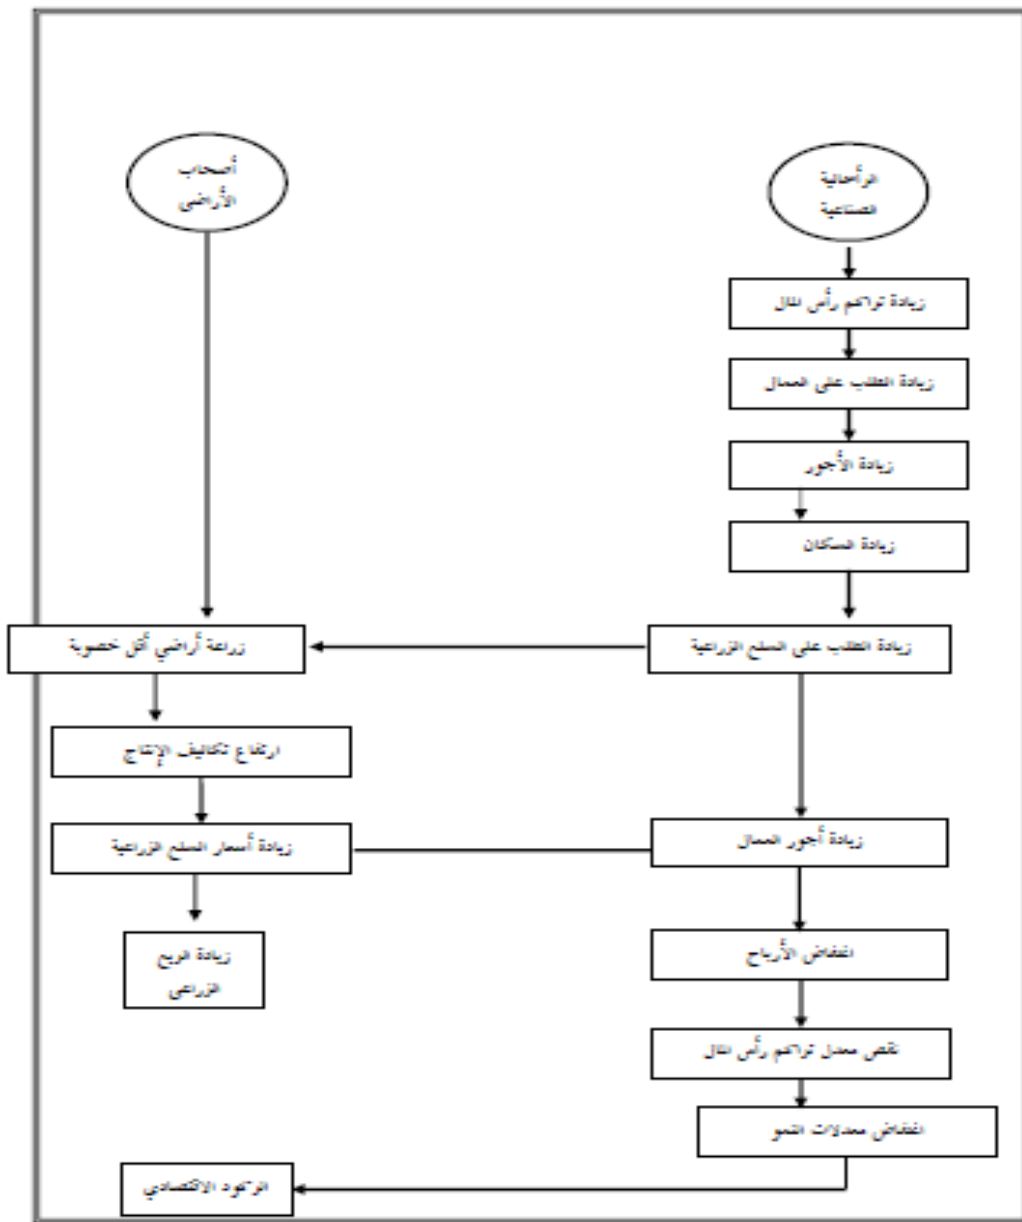 الرأسمالية
الصناعية
زيادة تراكم رأس المال
زيادة الطلب على العمال
زيادة الأجور
زيادة السكان
زيادة الطلب على السلع الزراعية
زيادة أجور العمال
انخفاض الأرباح
نقص معدل تراكم رأس المال
انخفاض معدلات النمو
أصحاب
الأراضي
زراعة أراضي أقل خصوبة
ارتفاع تكاليف الإنتاج
زيادة أسعار السلع الزراعية
زيادة الريع
الزراعي
الركود الاقتصادي